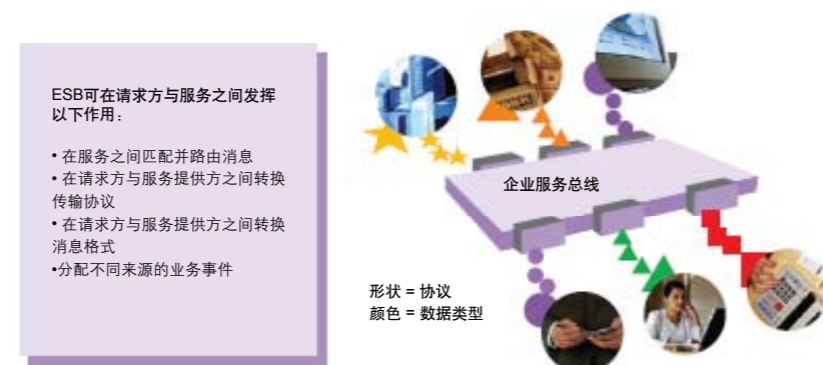 ESB可在请求方与服务之间发挥
以下作用：
• 在服务之间匹配并路由消息
• 在请求方与服务提供方之间转换
传输协议
• 在请求方与服务提供方之间转换
消息格式
•分配不同来源的业务事件
企业服务总线
形状 = 协议
颜色 = 数据类型